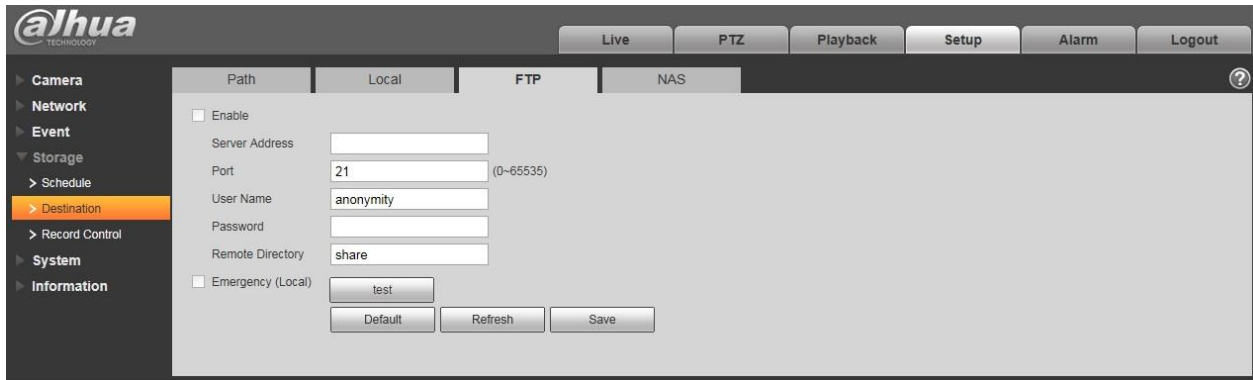 alhua
TECHNOLOGY
Live PTZ Playback Setup Alarm Logout
Camera
Network
Event
Storage
> Schedule
> Destination
> Record Control
System
Information
Path Local FTP NAS ?
Enable
Server Address
Port 21 (0~65535)
User Name anonymity
Password
Remote Directory share
Emergency (Local) test
Default Refresh Save